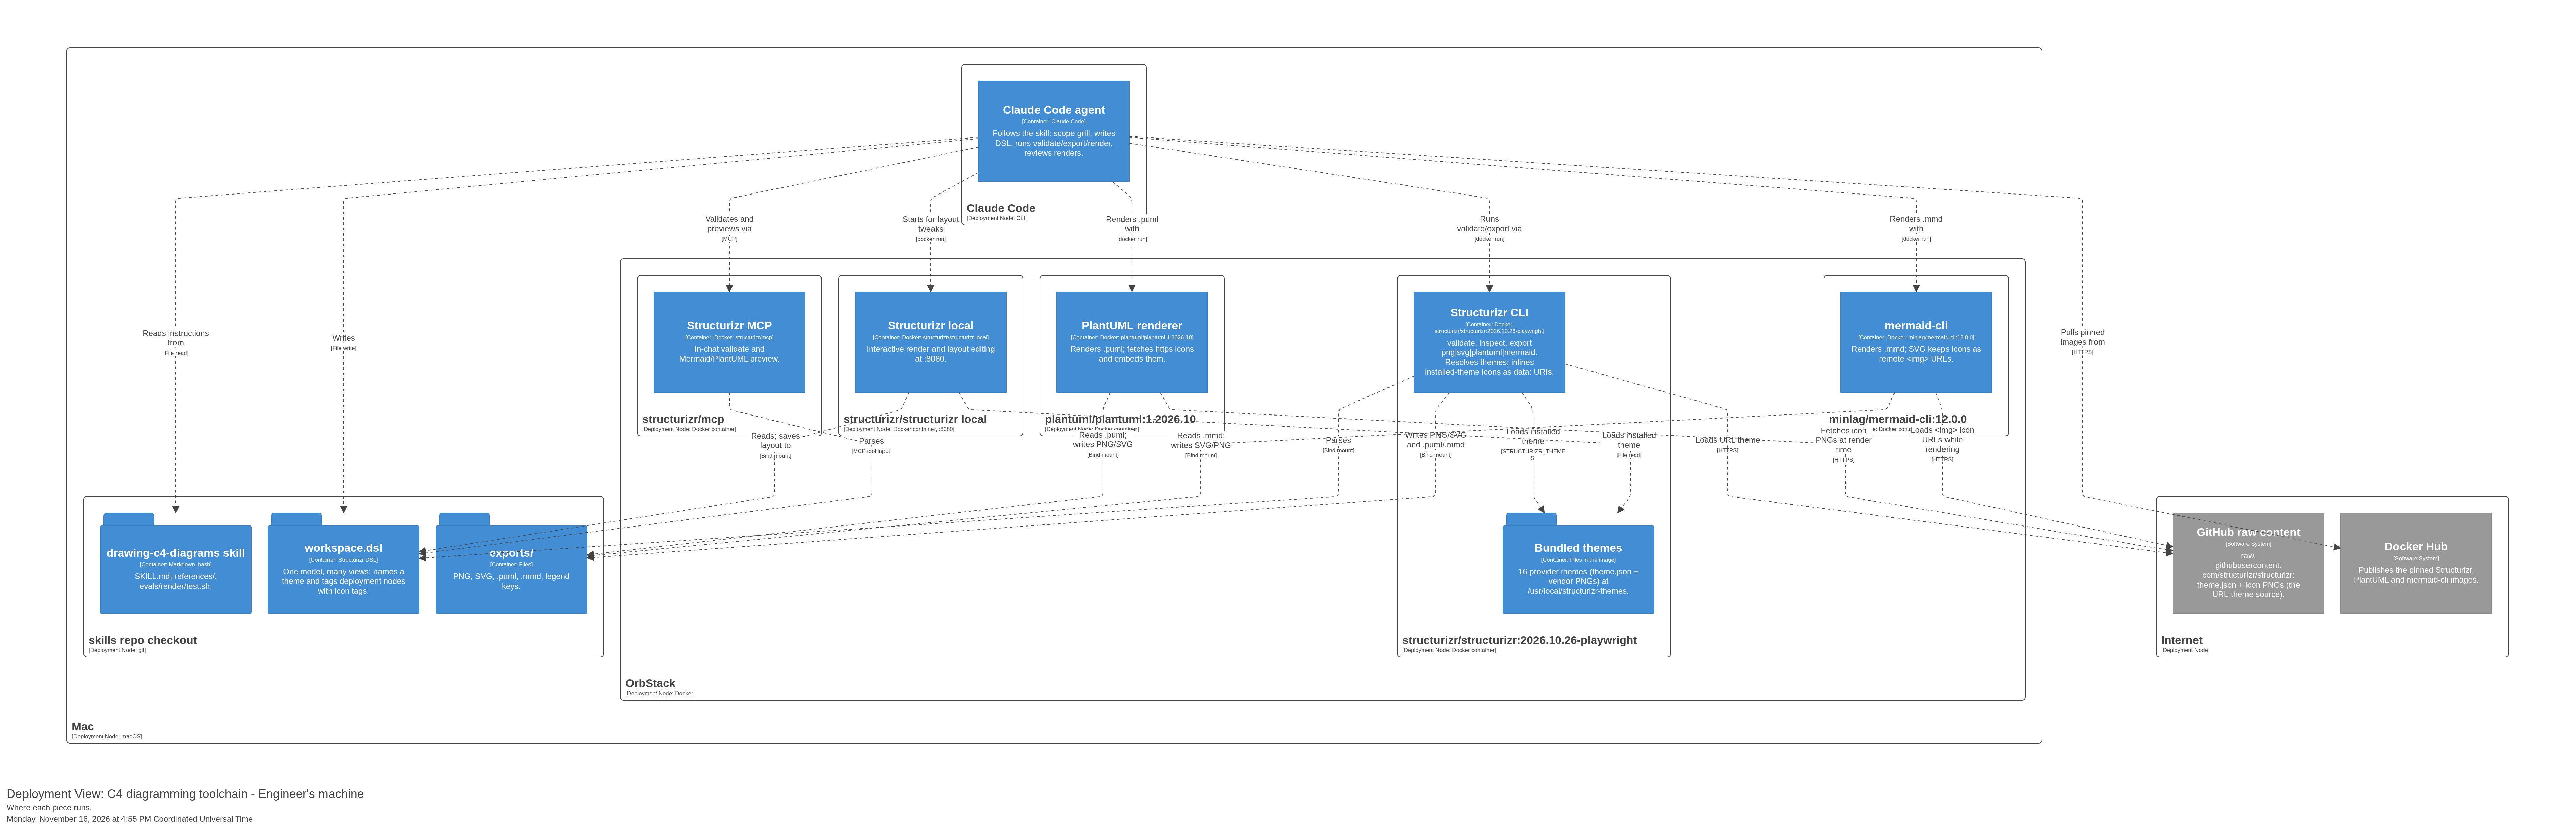 Claude Code agent
[Container: Claude Code]
Follows the skill: scope grill, writes
DSL, runs validate/export/render,
reviews renders.
Claude Code
[Deployment Node: CLI]
Validates and
previews via
[MCP]
Starts for layout
tweaks
[docker run]
Renders .puml
with
[docker run]
Runs
validate/export via
[docker run]
Renders .mmd
with
[docker run]
Reads instructions
from
[File read]
Writes
[File write]
Pulls pinned
images from
[HTTPS]
Structurizr MCP
[Container: Docker: structurizr/mcp]
In-chat validate and
Mermaid/PlantUML preview.
structurizr/mcp
[Deployment Node: Docker container]
Structurizr local
[Container: Docker: structurizr/structurizr local]
Interactive render and layout editing
at :8080.
structurizr/structurizr local
[Deployment Node: Docker container, :8080]
PlantUML renderer
[Container: Docker: plantuml/plantuml:1.2026.10]
Renders .puml; fetches https icons
and embeds them.
plantuml/plantuml:1.2026.10
[Deployment Node: Docker container]
Structurizr CLI
[Container: Docker:
structurizr/structurizr:2026.10.26-playwright]
validate, inspect, export
png|svg|plantuml|mermaid.
Resolves themes; inlines
installed-theme icons as data: URIs.
mermaid-cli
[Container: Docker: minlag/mermaid-cli:12.0.0]
Renders .mmd; SVG keeps icons as
remote <img> URLs.
minlag/mermaid-cli:12.0.0
Reads; saves
layout to
[Bind mount]
Parses
[MCP tool input]
Reads .puml;
writes PNG/SVG
[Bind mount]
Reads .mmd;
writes SVG/PNG
[Bind mount]
Parses
[Bind mount]
Writes PNG/SVG
and .puml/.mmd
[Bind mount]
Loads installed
theme
[STRUCTURIZR_THEME
S]
Loads installed
theme
[File read]
Loads URL theme
[HTTPS]
Fetches icon
PNGs at render
time
[HTTPS]
Loads <img> icon
URLs while
rendering
[HTTPS]
drawing-c4-diagrams skill
[Container: Markdown, bash]
SKILL.md, references/,
evals/render/test.sh.
workspace.dsl
[Container: Structurizr DSL]
One model, many views; names a
theme and tags deployment nodes
with icon tags.
exports/
[Container: Files]
PNG, SVG, .puml, .mmd, legend
keys.
skills repo checkout
[Deployment Node: git]
Bundled themes
[Container: Files in the image]
16 provider themes (theme.json +
vendor PNGs) at
/usr/local/structurizr-themes.
structurizr/structurizr:2026.10.26-playwright
[Deployment Node: Docker container]
GitHub raw content
[Software System]
raw.
githubusercontent.
com/structurizr/structurizr:
theme.json + icon PNGs (the
URL-theme source).
Docker Hub
[Software System]
Publishes the pinned Structurizr,
PlantUML and mermaid-cli images.
Internet
[Deployment Node]
OrbStack
[Deployment Node: Docker]
Mac
[Deployment Node: macOS]
Deployment View: C4 diagramming toolchain - Engineer's machine
Where each piece runs.
Monday, November 16, 2026 at 4:55 PM Coordinated Universal Time